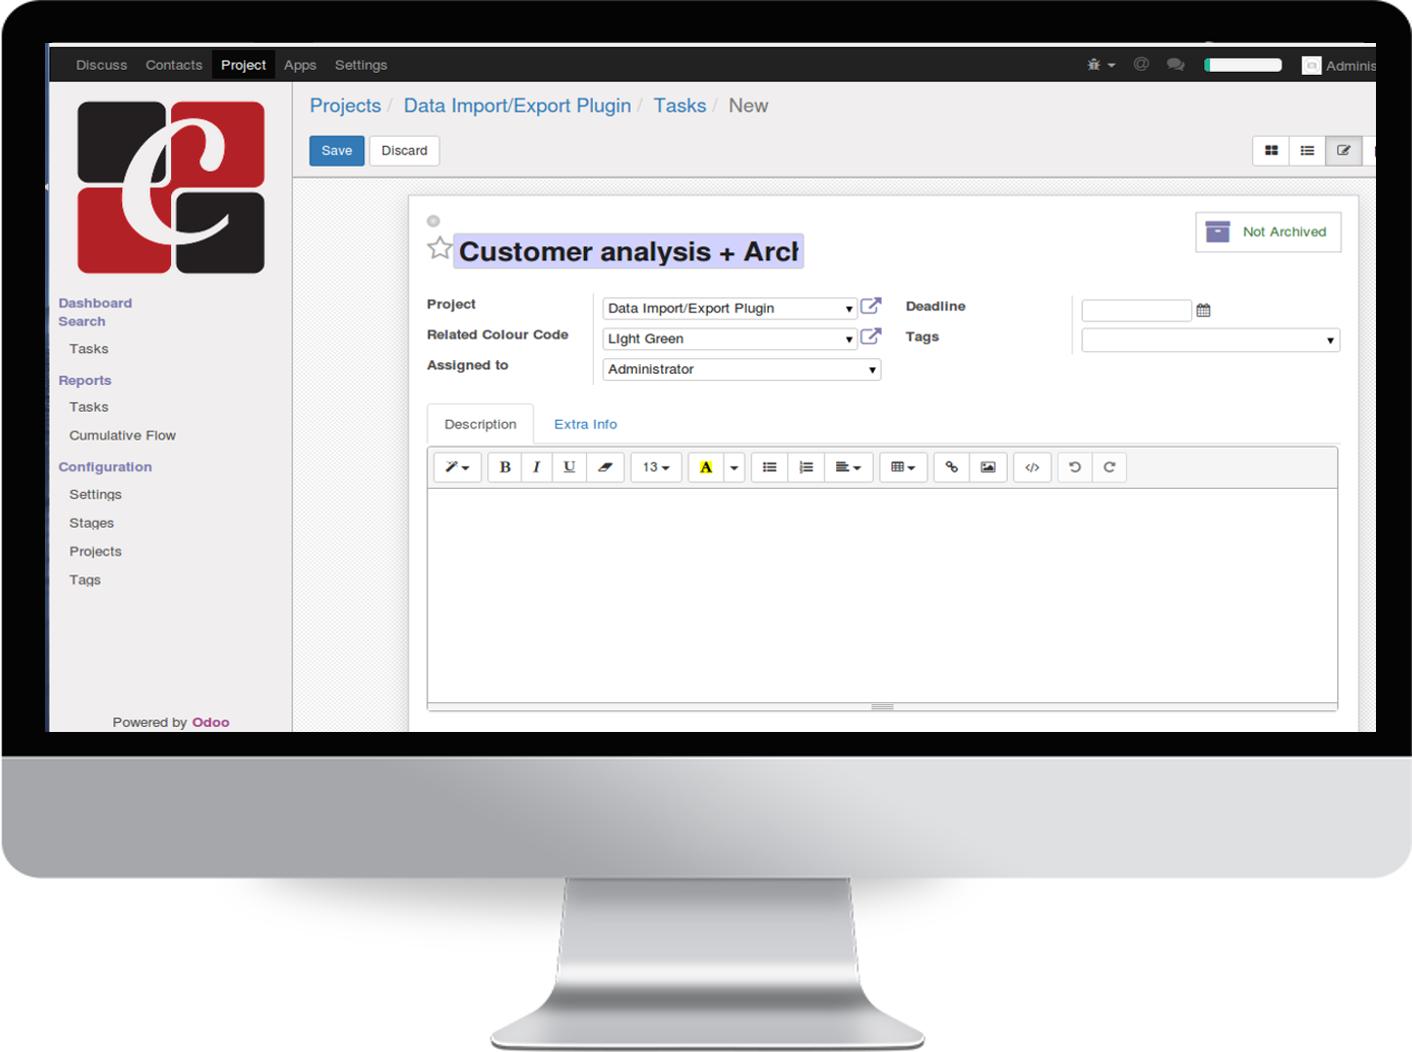 Discuss Contacts Project Apps Settings @ Adminis
C
Projects / Data Import/Export Plugin / Tasks / New
Save Discard
Not Archived
Customer analysis + Arch
Project Data Import/Export Plugin
Related Colour Code LIght Green
Assigned to Administrator
Deadline
Tags
Description Extra Info
B I U 13 A </>
Dashboard
Search
Tasks
Reports
Tasks
Cumulative Flow
Configuration
Settings
Stages
Projects
Tags
Powered by Odoo